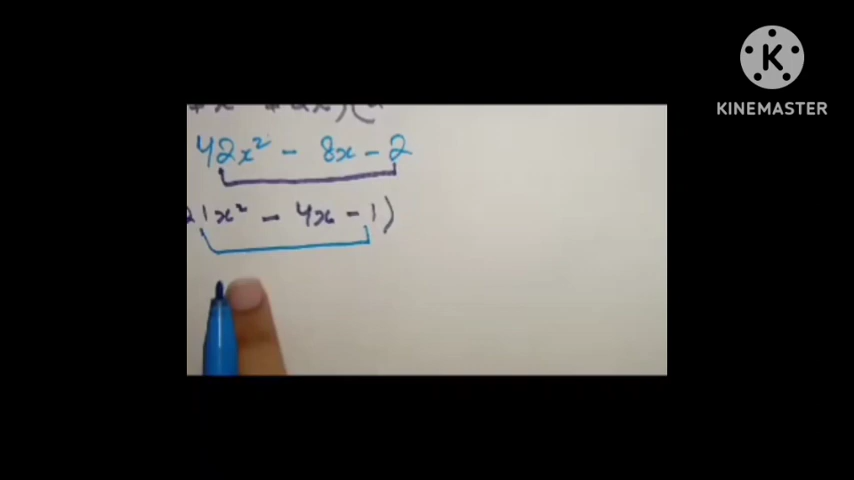 42x² - 8x - 2
21x² - 4x - 1)
KINEMASTER